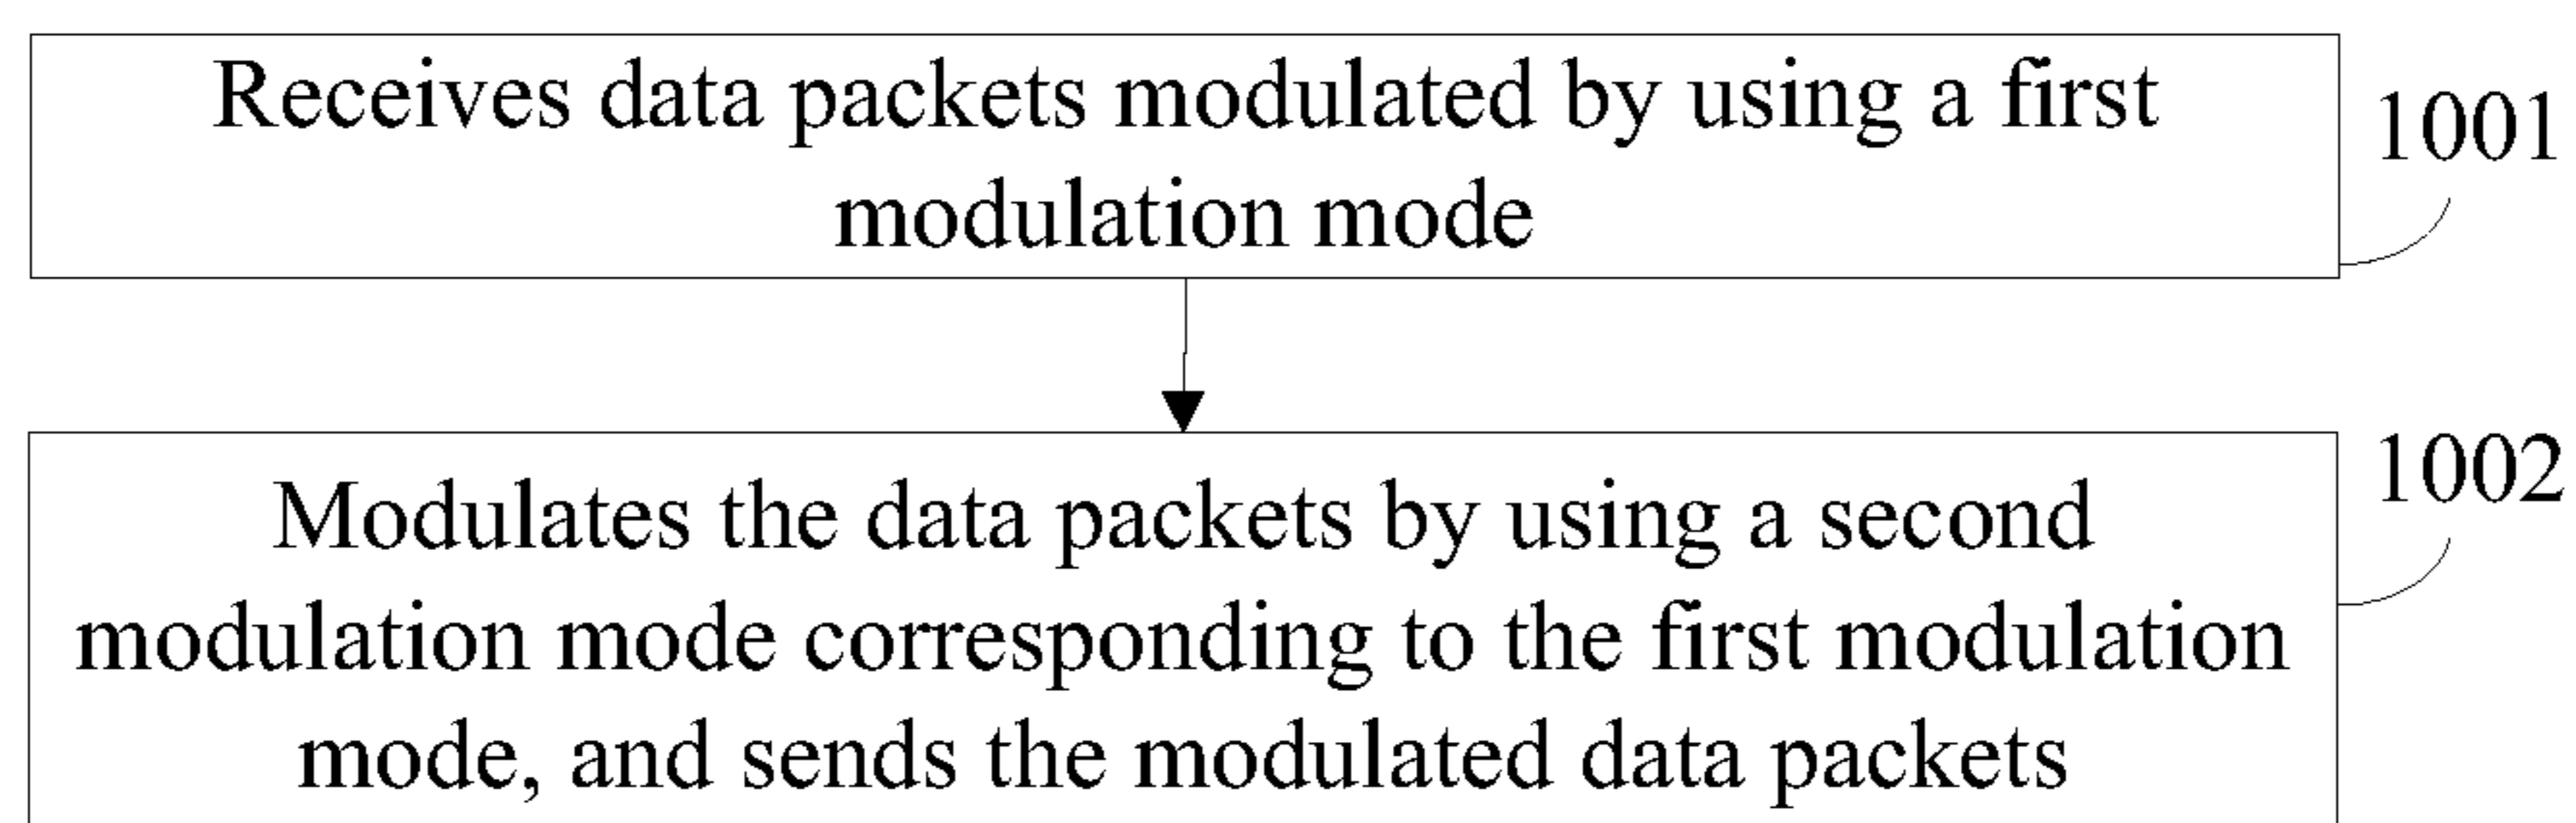 Receives data packets modulated by using a first
modulation mode
1001
Modulates the data packets by using a second
modulation mode corresponding to the first modulation
mode, and sends the modulated data packets
1002